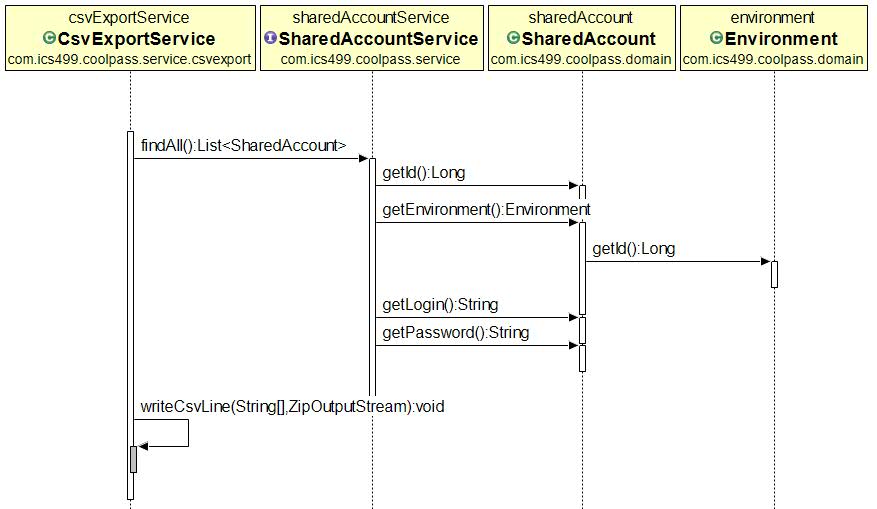 csvExportService
C CsvExportService
com.ics499.coolpass.service.csvexport
sharedAccountService
I SharedAccountService
com.ics499.coolpass.service
sharedAccount
C SharedAccount
com.ics499.coolpass.domain
environment
C Environment
com.ics499.coolpass.domain
findAll():List<SharedAccount>
getId():Long
getEnvironment():Environment
getId():Long
getLogin():String
getPassword():String
writeCsvLine(String[],ZipOutputStream):void